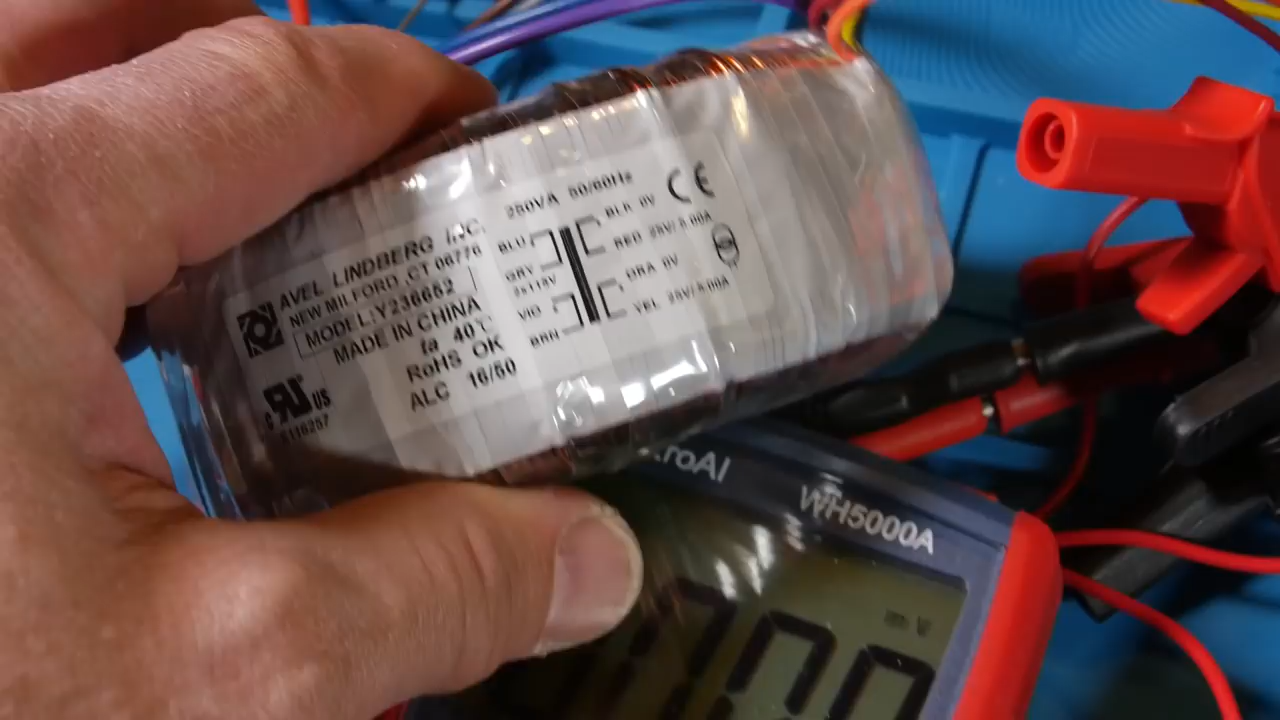 AVEL LINDBERG INC.
NEW MILFORD, CT 06776
MODEL: Y236652
MADE IN CHINA
ta 40°C
RoHS OK
ALC 16/50
c US
E116257
250VA 50/60Hz
CE
BLU
GRY
2x115V
VIO
BRN
BLK 0V
RED 25V/5.00A
ORA 0V
YEL 25V/5.00A
WH5000A
mV